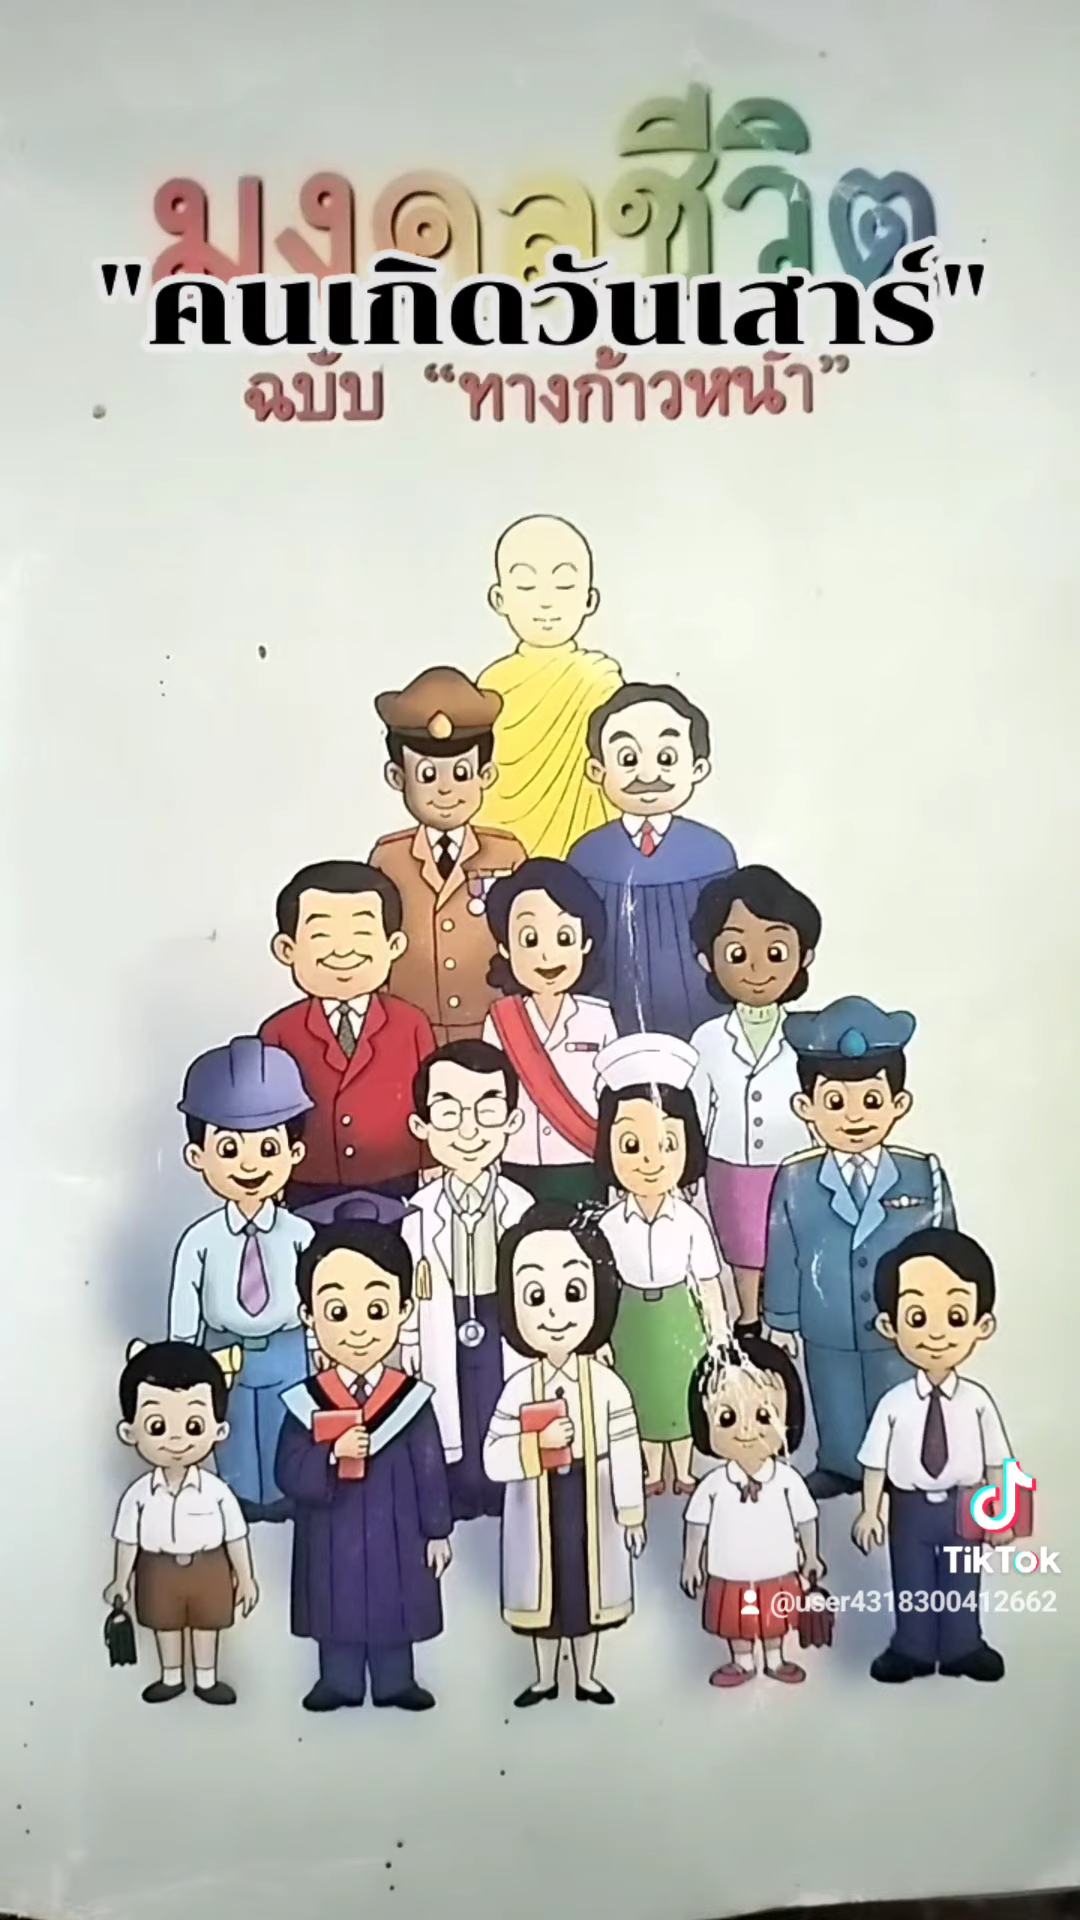 มงคลชีวิต
"คนเกิดวันเสาร์"
ฉบับ “ทางก้าวหน้า”
TikTok
@user4318300412662